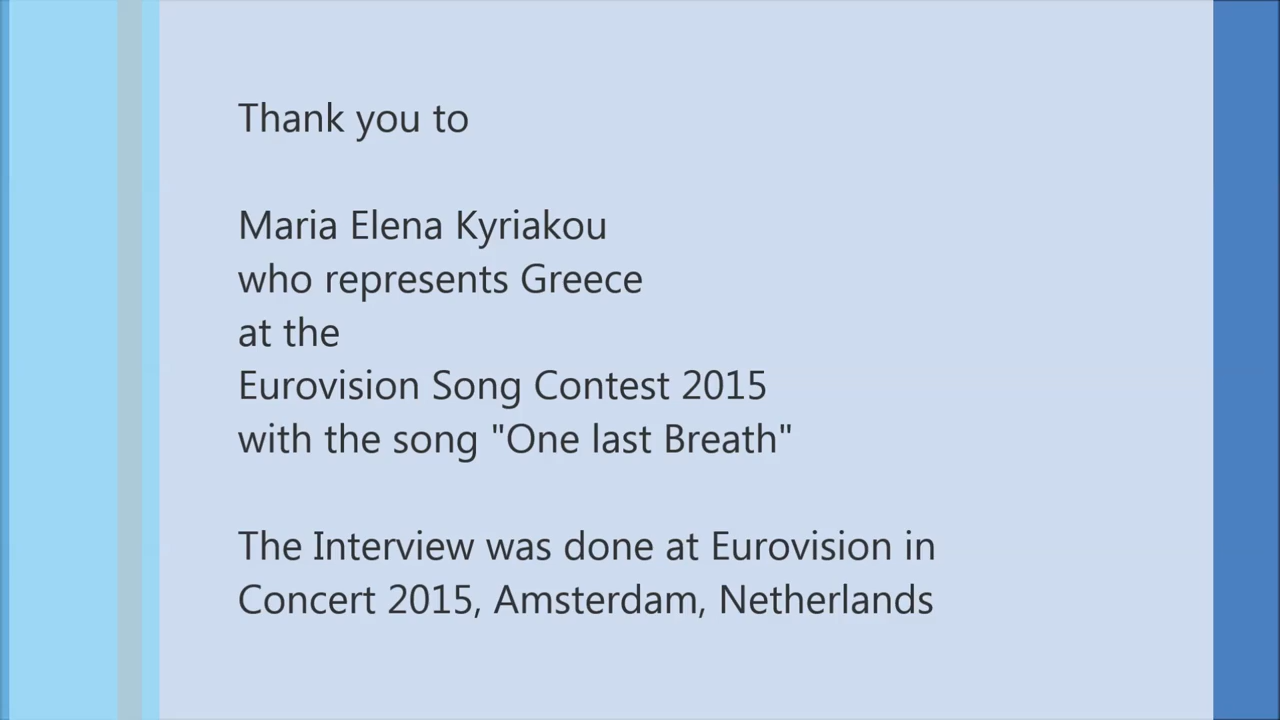 Thank you to
Maria Elena Kyriakou
who represents Greece
at the
Eurovision Song Contest 2015
with the song "One last Breath"
The Interview was done at Eurovision in
Concert 2015, Amsterdam, Netherlands